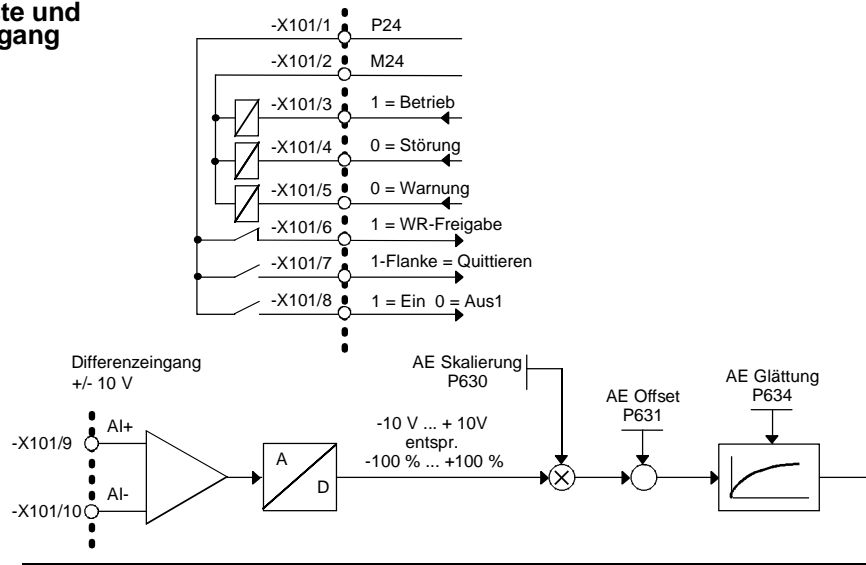 ste und
gang
-X101/1 P24
-X101/2 M24
-X101/3 1 = Betrieb
-X101/4 0 = Störung
-X101/5 0 = Warnung
-X101/6 1 = WR-Freigabe
-X101/7 1-Flanke = Quittieren
-X101/8 1 = Ein 0 = Aus1
Differenzeingang
+/- 10 V
AE Skalierung
P630
AE Offset
P631
AE Glättung
P634
-X101/9 AI+
-X101/10 AI-
A
D
-10 V ... + 10V
entspr.
-100 % ... +100 %